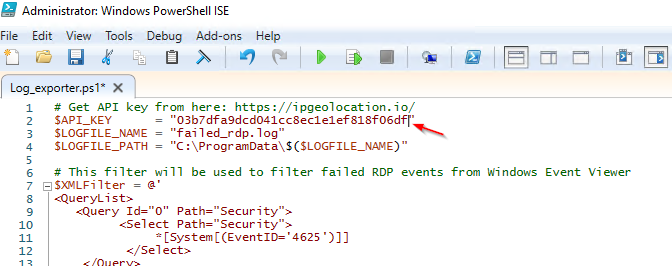 Administrator: Windows PowerShell ISE
File Edit View Tools Debug Add-ons Help
Log_exporter.ps1* X
1 # Get API key from here: https://ipgeolocation.io/
2 $API_KEY = "03b7dfa9dcd041cc8ec1e1ef818f06df"
3 $LOGFILE_NAME = "failed_rdp.log"
4 $LOGFILE_PATH = "C:\ProgramData\$($LOGFILE_NAME)"
5
6 # This filter will be used to filter failed RDP events from Windows Event Viewer
7 $XMLFilter = @'
8 <QueryList>
9 <Query Id="0" Path="Security">
10 <Select Path="Security">
11 *[System[(EventID='4625')]]
12 </Select>
13 </Query>